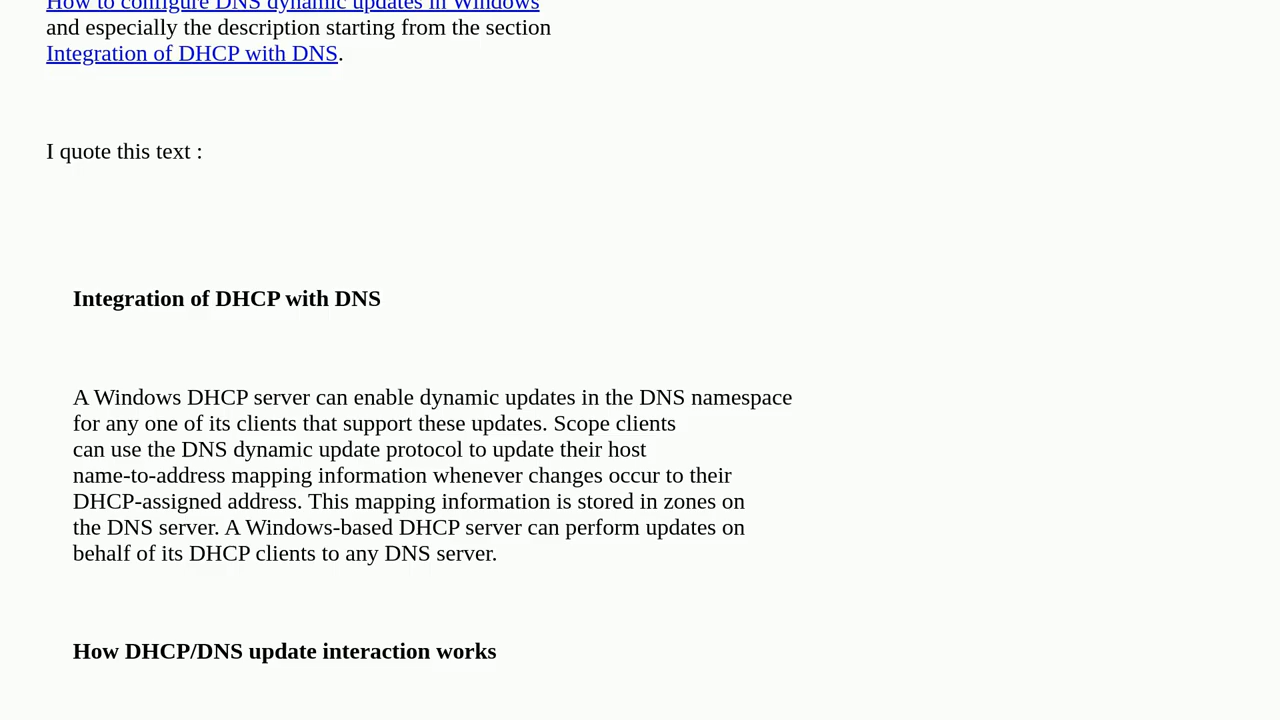 How to configure DNS dynamic updates in Windows
and especially the description starting from the section
Integration of DHCP with DNS.
I quote this text :
Integration of DHCP with DNS
A Windows DHCP server can enable dynamic updates in the DNS namespace
for any one of its clients that support these updates. Scope clients
can use the DNS dynamic update protocol to update their host
name-to-address mapping information whenever changes occur to their
DHCP-assigned address. This mapping information is stored in zones on
the DNS server. A Windows-based DHCP server can perform updates on
behalf of its DHCP clients to any DNS server.
How DHCP/DNS update interaction works